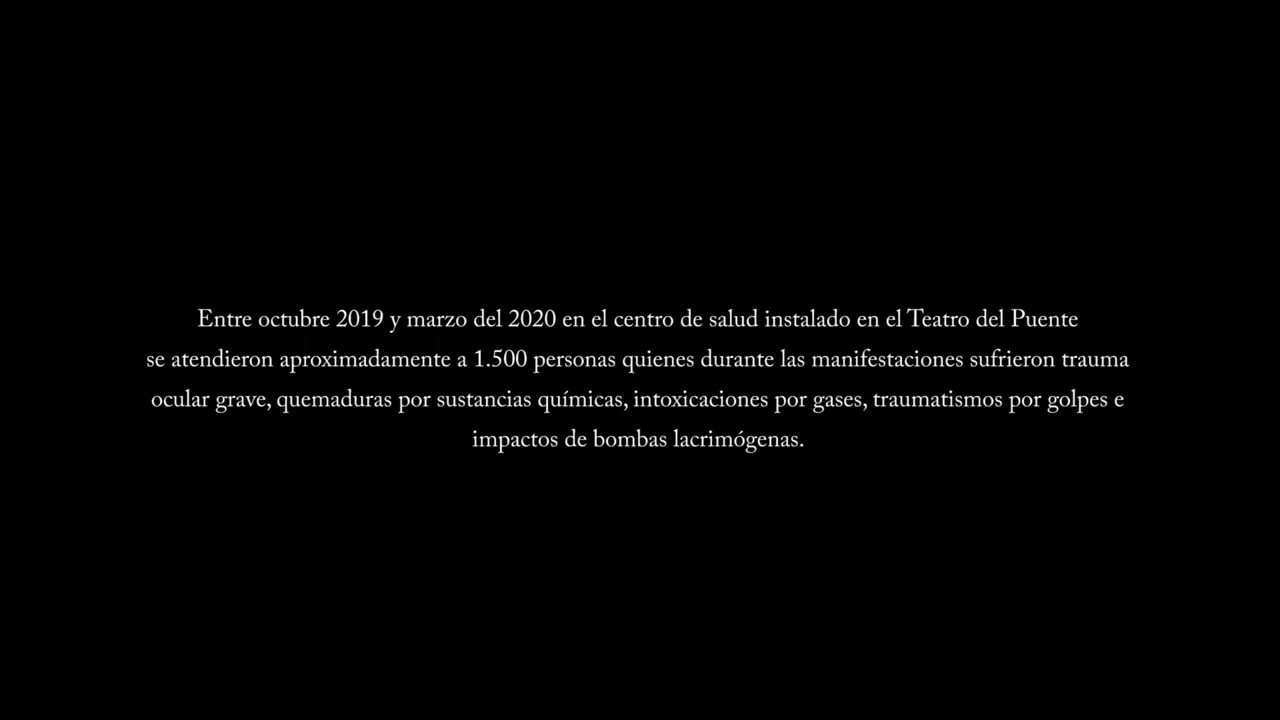 Entre octubre 2019 y marzo del 2020 en el centro de salud instalado en el Teatro del Puente
se atendieron aproximadamente a 1.500 personas quienes durante las manifestaciones sufrieron trauma
ocular grave, quemaduras por sustancias químicas, intoxicaciones por gases, traumatismos por golpes e
impactos de bombas lacrimógenas.